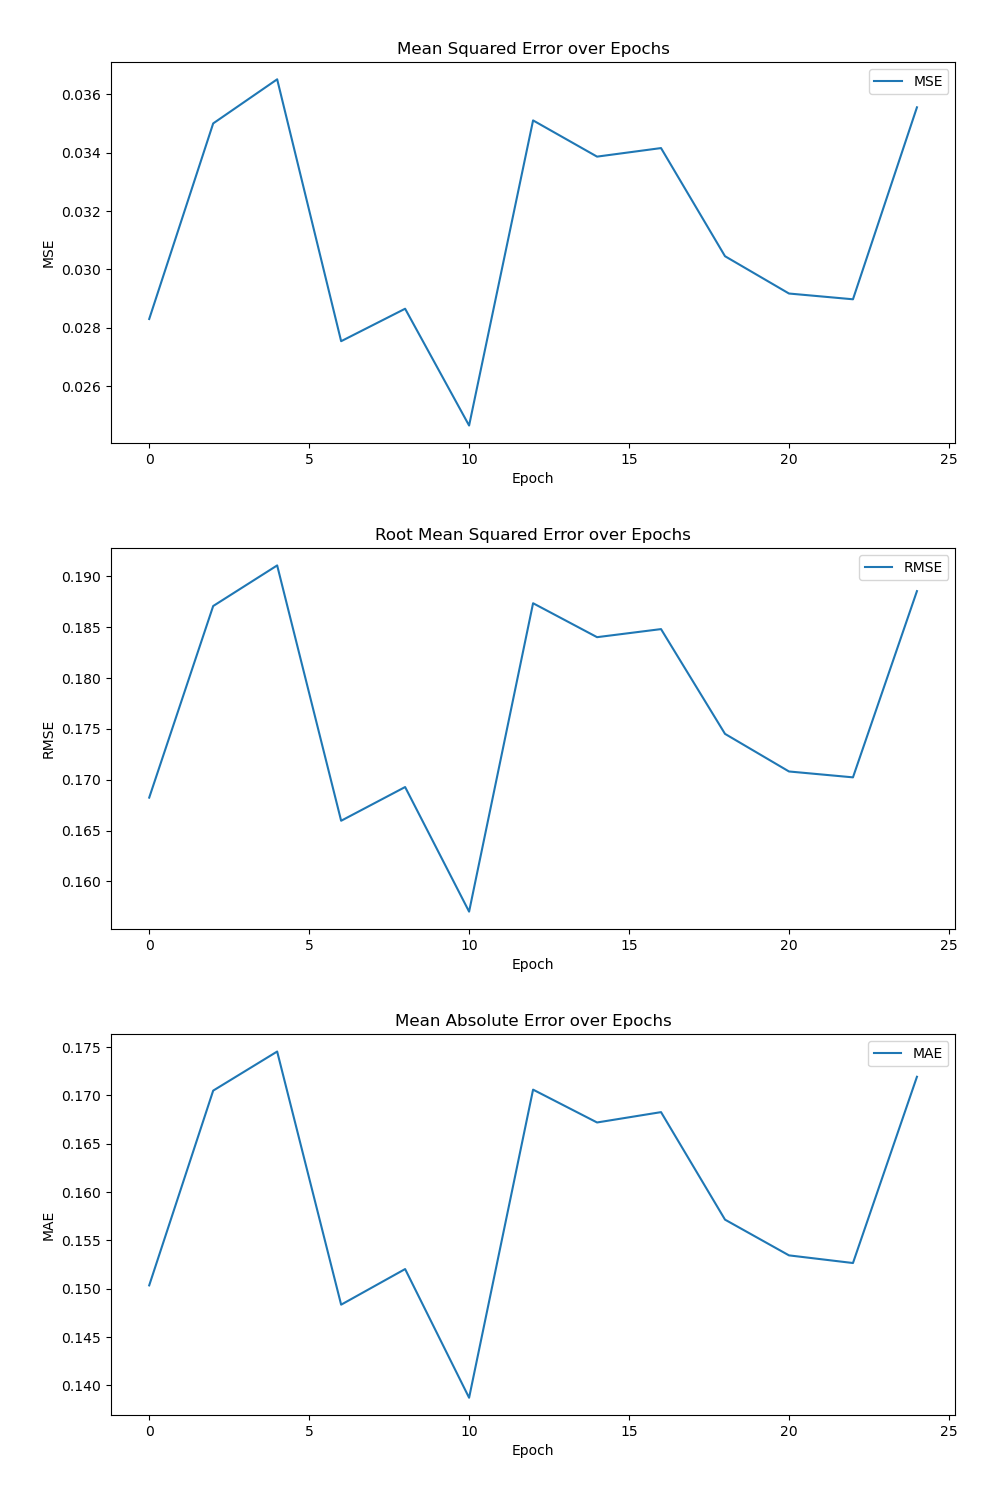 Mean Squared Error over Epochs
MSE
0.036
0.034
0.032
0.030
0.028
0.026
MSE
0 5 10 15 20 25
Epoch
Root Mean Squared Error over Epochs
RMSE
0.190
0.185
0.180
0.175
0.170
0.165
0.160
RMSE
0 5 10 15 20 25
Epoch
Mean Absolute Error over Epochs
MAE
0.175
0.170
0.165
0.160
0.155
0.150
0.145
0.140
MAE
0 5 10 15 20 25
Epoch